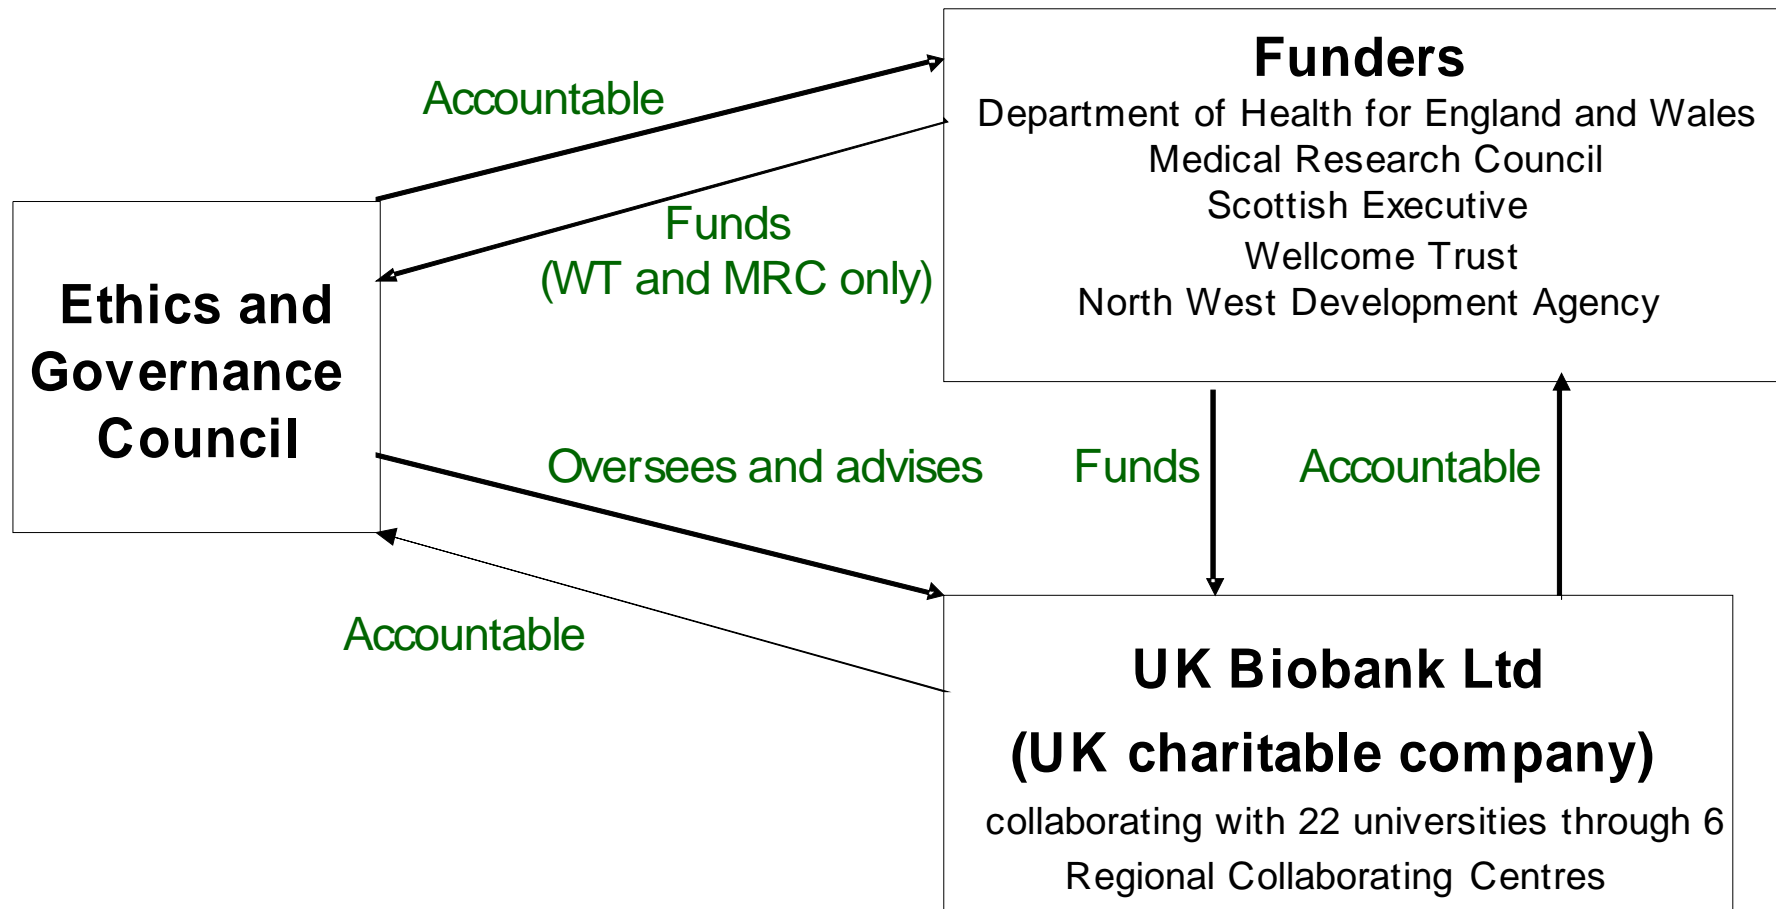 Funders
Department of Health for England and Wales
Medical Research Council
Scottish Executive
Wellcome Trust
North West Development Agency
Accountable
Funds
(WT and MRC only)
Ethics and
Governance
Council
Oversees and advises
Funds
Accountable
Accountable
UK Biobank Ltd
(UK charitable company)
collaborating with 22 universities through 6
Regional Collaborating Centres